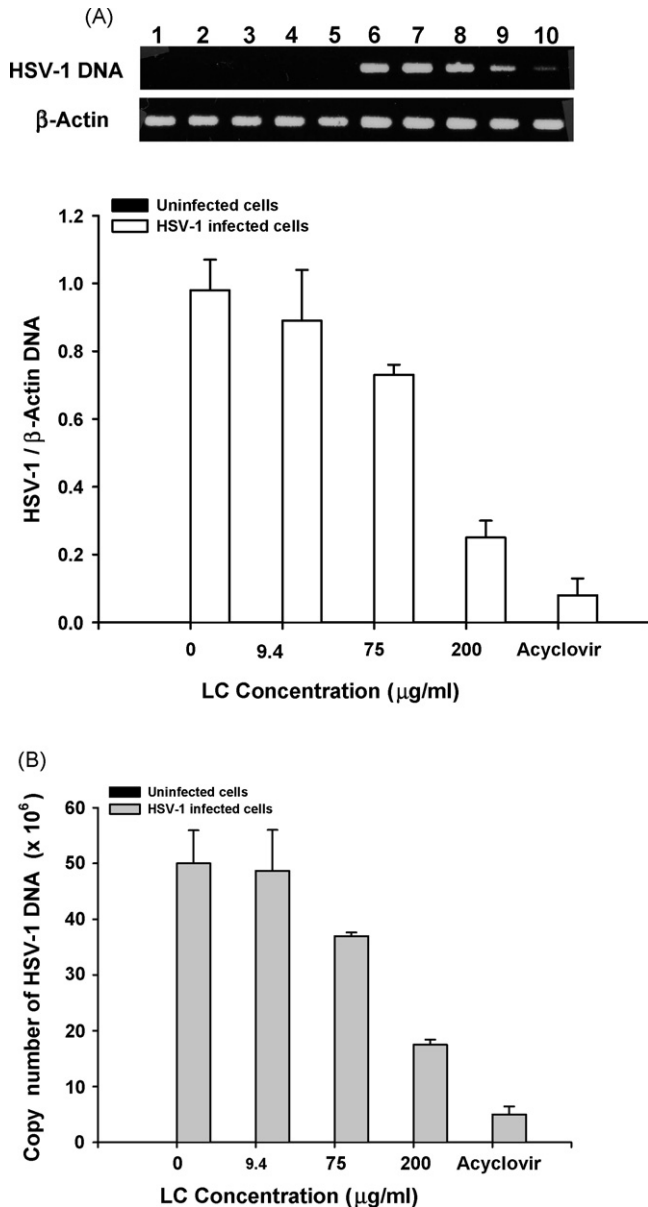 (A)
1 2 3 4 5 6 7 8 9 10
HSV-1 DNA
β-Actin
Uninfected cells
HSV-1 infected cells
1.2
1.0
0.8
0.6
0.4
0.2
0.0
HSV-1 / β-Actin DNA
0 9.4 75 200 Acyclovir
LC Concentration (μg/ml)
(B)
Uninfected cells
HSV-1 infected cells
60
50
40
30
20
10
0
Copy number of HSV-1 DNA (x 10⁶)
0 9.4 75 200 Acyclovir
LC Concentration (μg/ml)